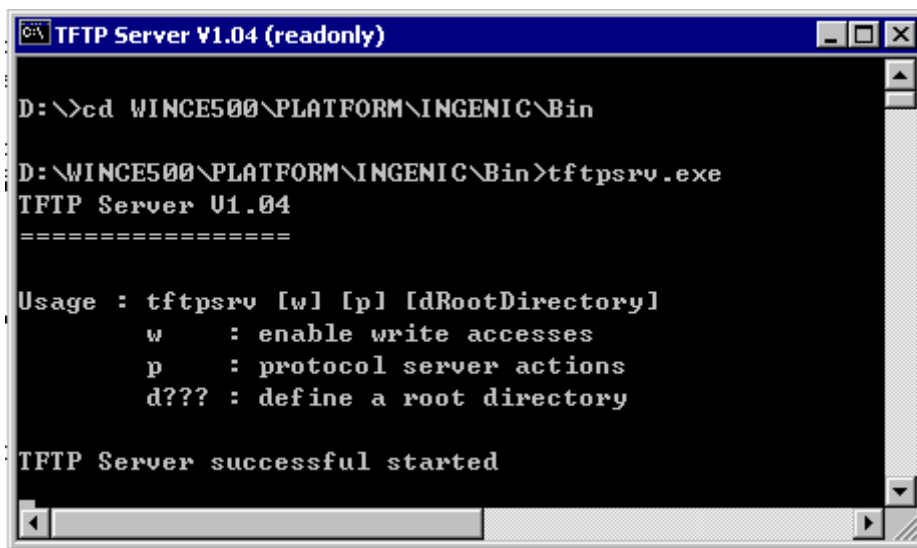 TFTP Server V1.04 (readonly)
D:\>cd WINCE500\PLATFORM\INGENIC\Bin
D:\WINCE500\PLATFORM\INGENIC\Bin>tftpsrv.exe
TFTP Server V1.04
=================
Usage : tftpsrv [w] [p] [dRootDirectory]
w    : enable write accesses
p    : protocol server actions
d??? : define a root directory
TFTP Server successful started